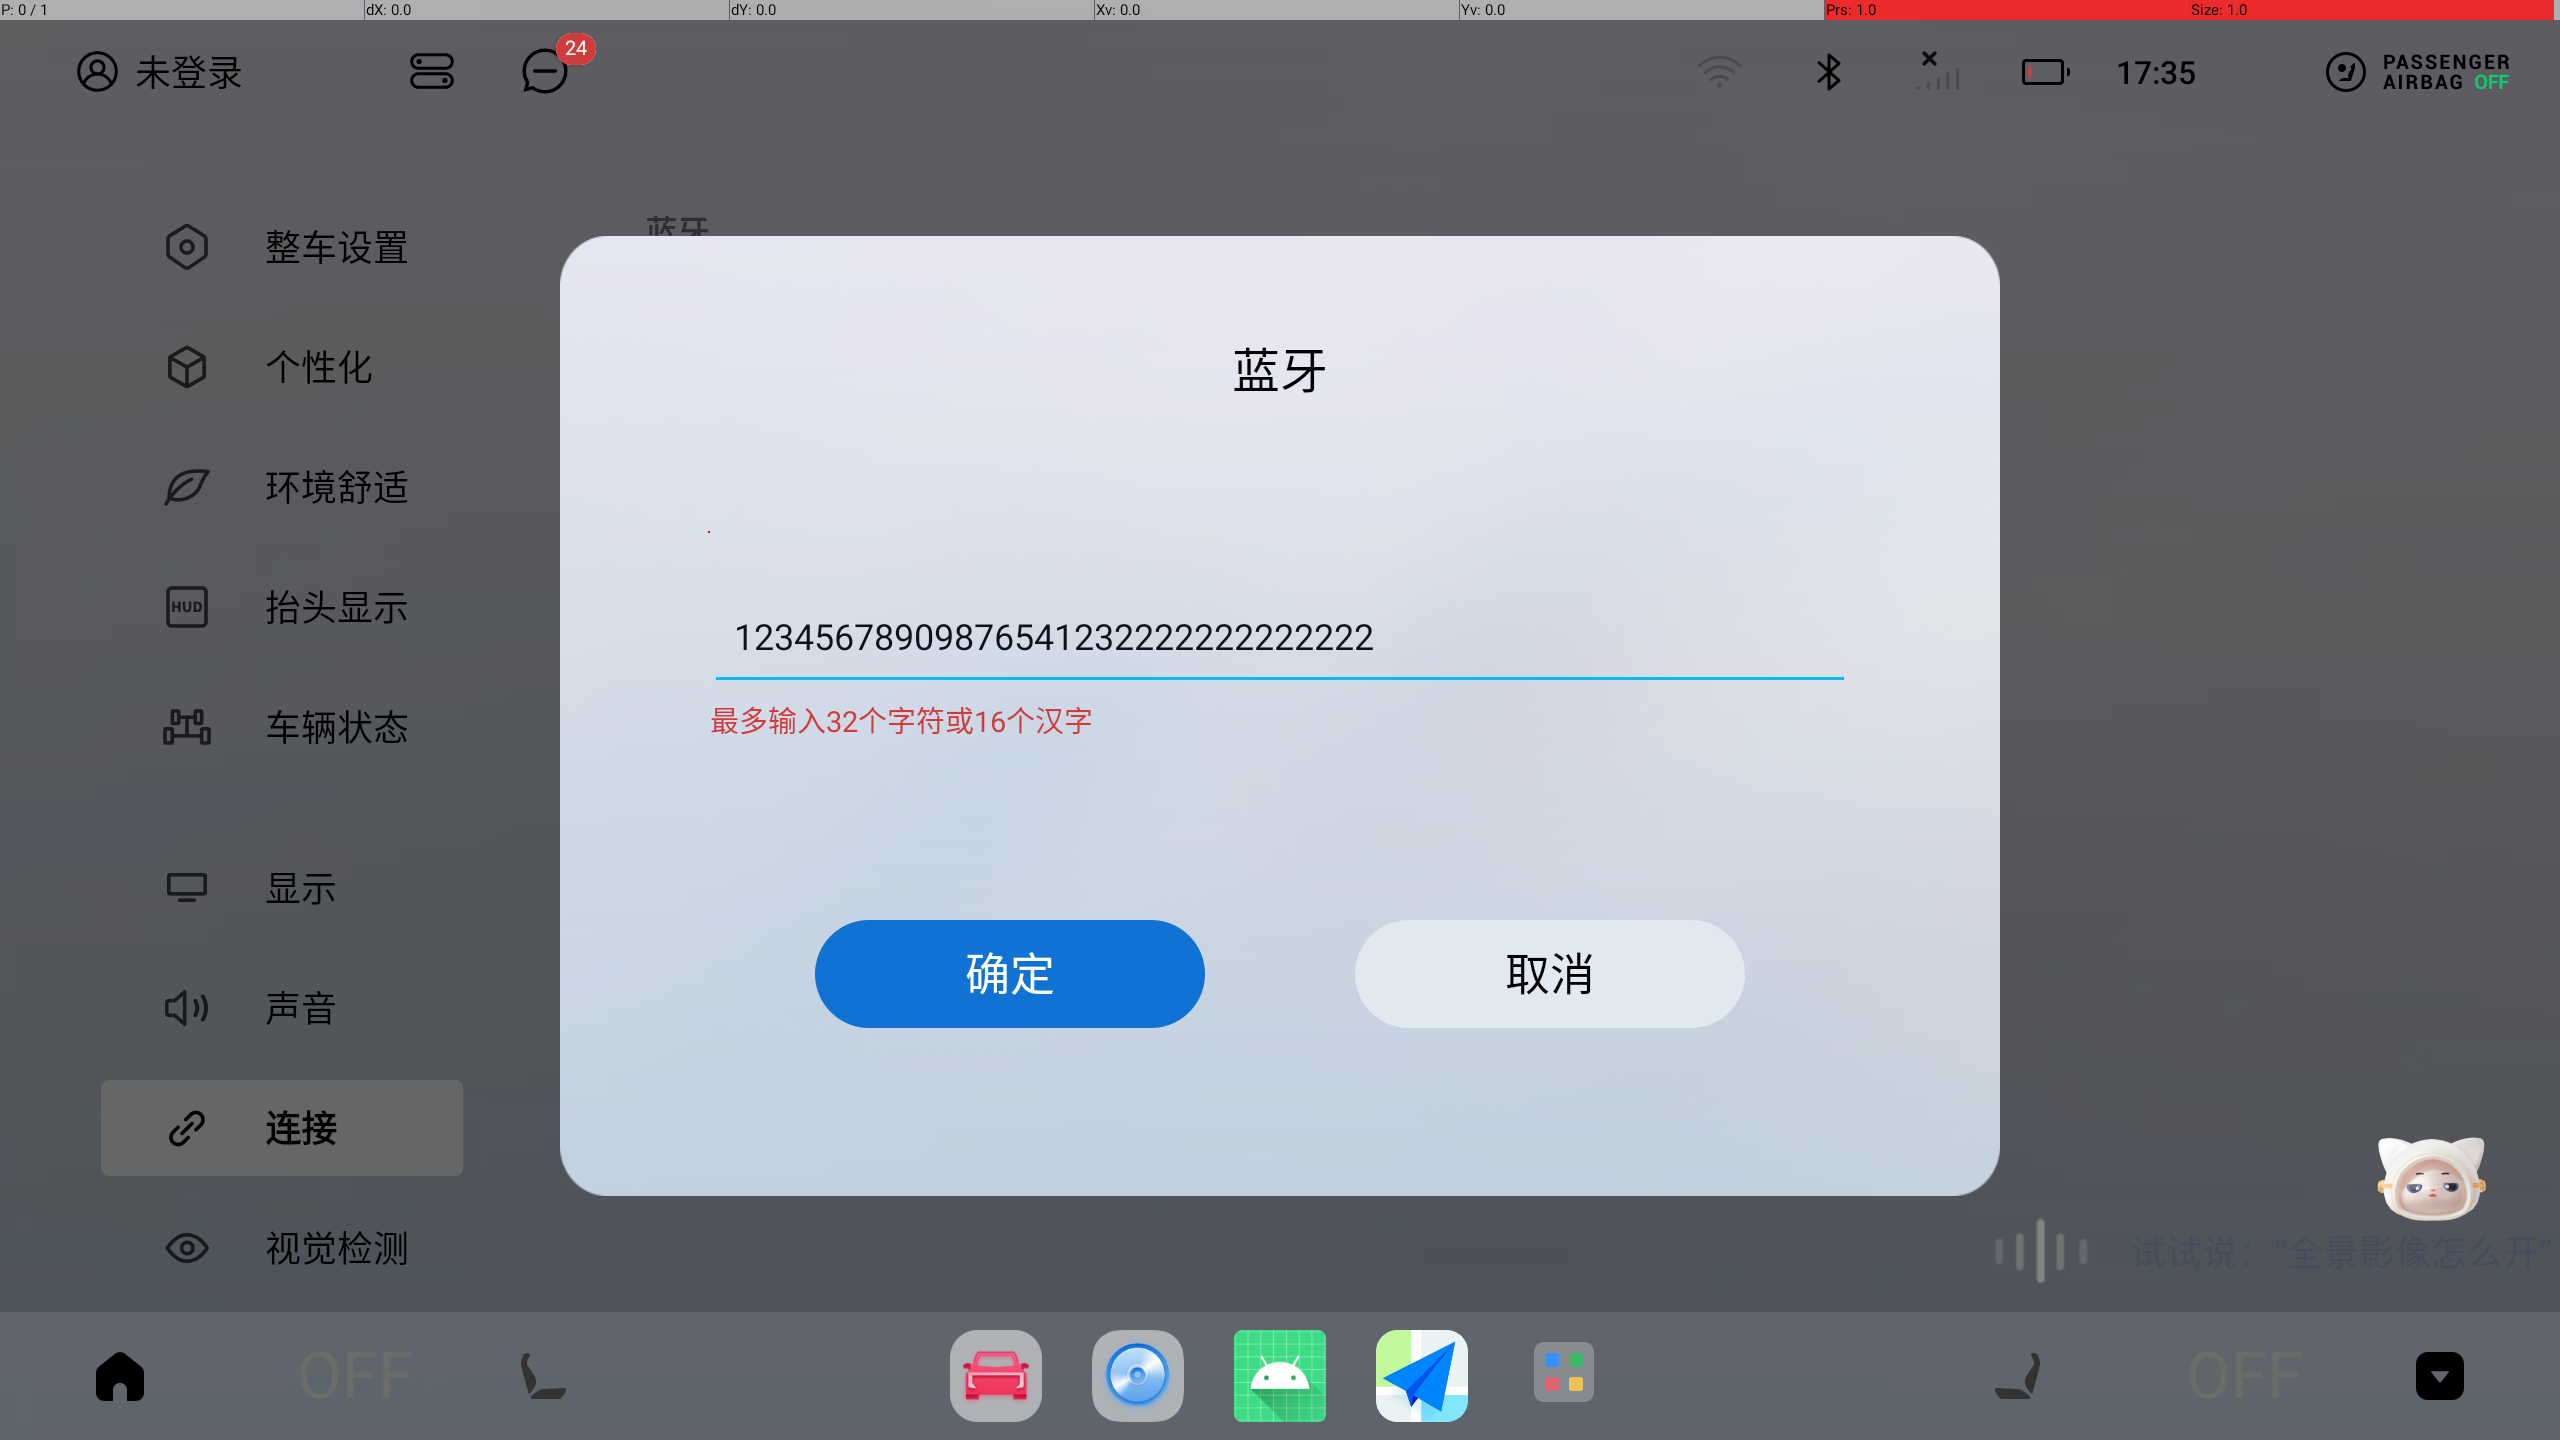 P: 0 / 1 dX: 0.0 dY: 0.0 Xv: 0.0 Yv: 0.0 Prs: 1.0 Size: 1.0
未登录 24 17:35 PASSENGER
AIRBAG OFF
蓝牙
整车设置
个性化
环境舒适
HUD 抬头显示
车辆状态
显示
声音
连接
视觉检测
蓝牙
12345678909876541232222222222222
最多输入32个字符或16个汉字
确定 取消
试试说：“全景影像怎么开”
OFF OFF